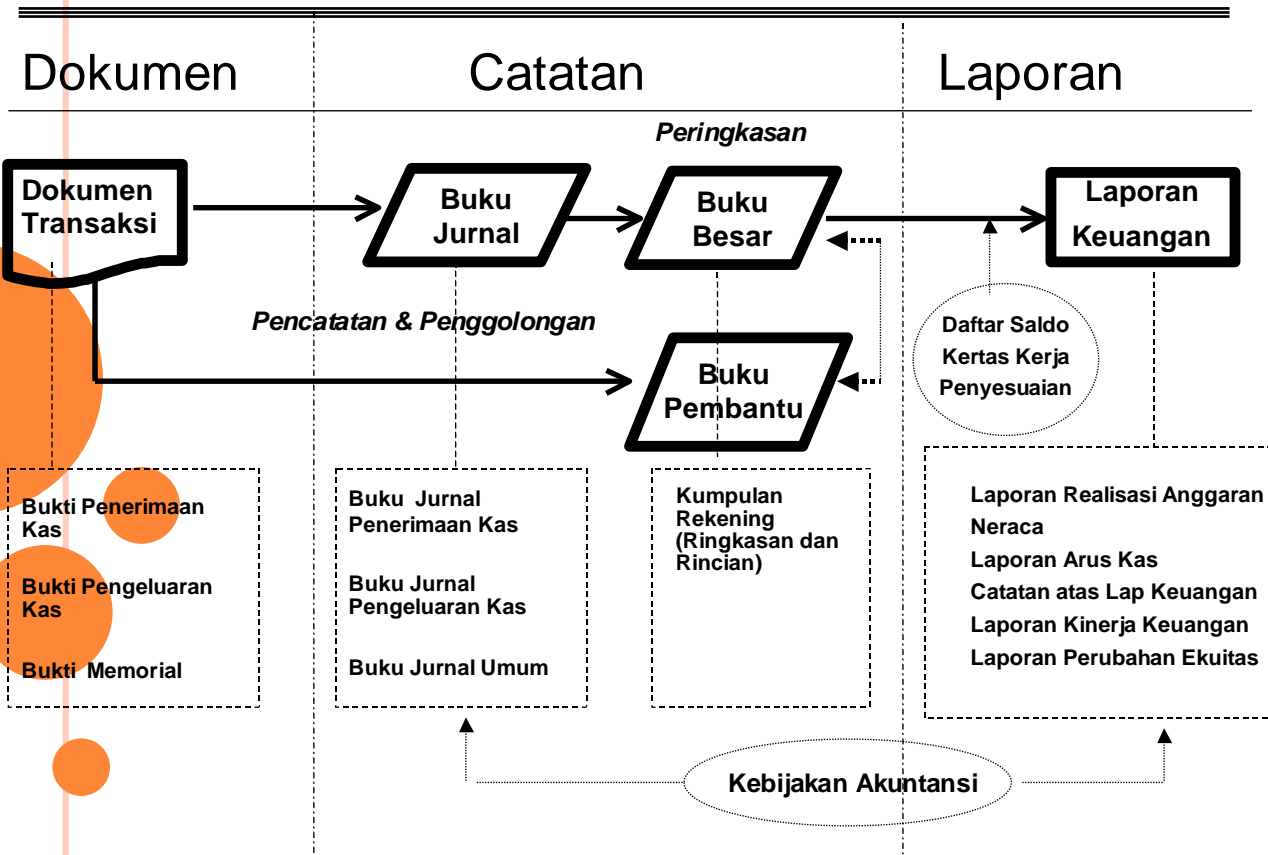 Dokumen
Catatan
Laporan
Peringkasan
Dokumen
Transaksi
Buku
Jurnal
Buku
Besar
Laporan
Keuangan
Pencatatan & Penggolongan
Buku
Pembantu
Daftar Saldo
Kertas Kerja
Penyesuaian
Bukti Penerimaan
Kas
Bukti Pengeluaran
Kas
Bukti Memorial
Buku Jurnal
Penerimaan Kas
Buku Jurnal
Pengeluaran Kas
Buku Jurnal Umum
Kumpulan
Rekening
(Ringkasan dan
Rincian)
Laporan Realisasi Anggaran
Neraca
Laporan Arus Kas
Catatan atas Lap Keuangan
Laporan Kinerja Keuangan
Laporan Perubahan Ekuitas
Kebijakan Akuntansi